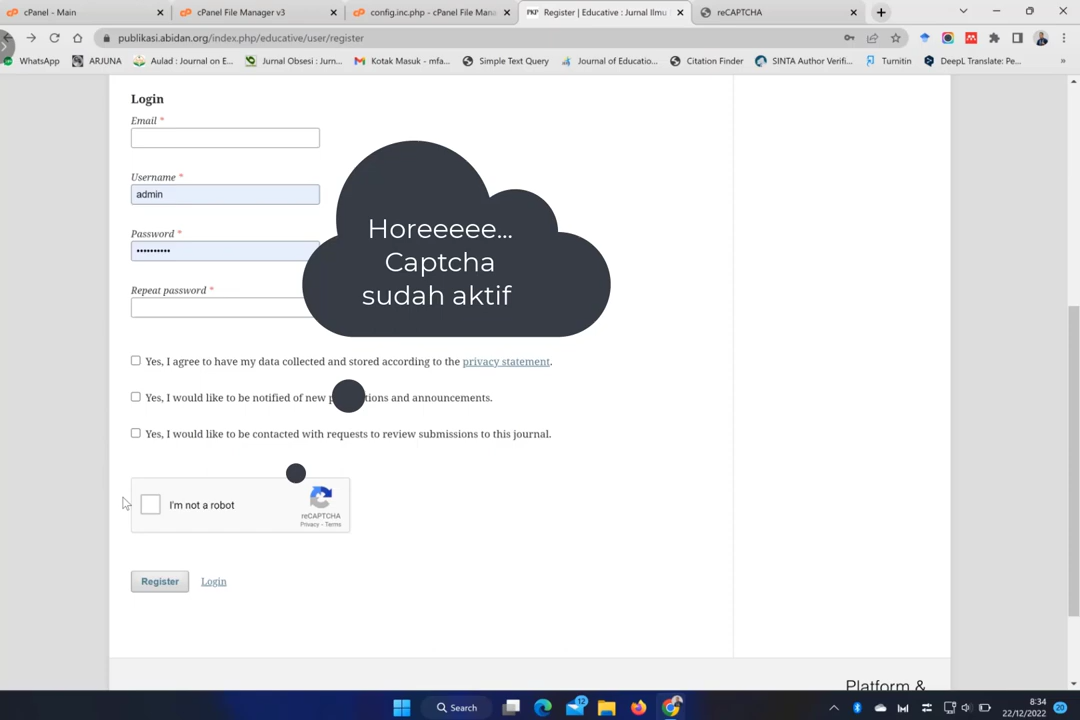 cPanel - Main
cPanel File Manager v3
config.inc.php - cPanel File Mana
Register | Educative : Jurnal Ilmu
reCAPTCHA
publikasi.abidan.org/index.php/educative/user/register
WhatsApp
ARJUNA
Aulad : Journal on E...
Jurnal Obsesi : Jurn...
Kotak Masuk - mfa...
Simple Text Query
Journal of Educatio...
Citation Finder
SINTA Author Verifi...
Turnitin
DeepL Translate: Pe...
Login
Email *
Username *
admin
Password *
Repeat password *
Horeeeee...
Captcha
sudah aktif
Yes, I agree to have my data collected and stored according to the privacy statement.
Yes, I would like to be notified of new p tions and announcements.
Yes, I would like to be contacted with requests to review submissions to this journal.
I'm not a robot
reCAPTCHA
Privacy - Terms
Register
Login
Platform &
Search
12
8:34
22/12/2022
20